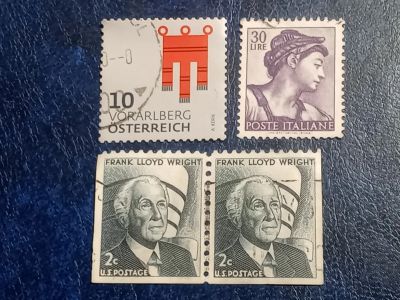 10
VORARLBERG
ÖSTERREICH
30
LIRE
POSTE ITALIANE
FRANK LLOYD WRIGHT
2c
U.S. POSTAGE
FRANK LLOYD WRIGHT
2c
U.S. POSTAGE